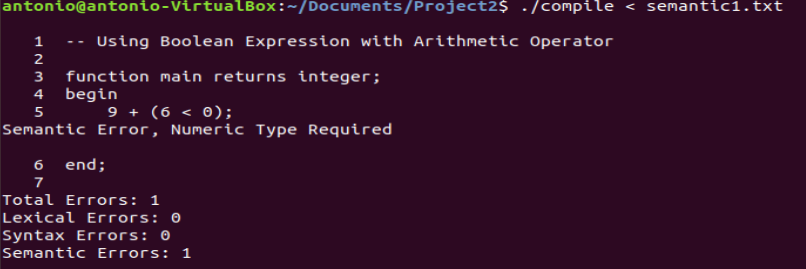 antonio@antonio-VirtualBox:~/Documents/Project2$ ./compile < semantic1.txt
1 -- Using Boolean Expression with Arithmetic Operator
2
3 function main returns integer;
4 begin
5 9 + (6 < 0);
Semantic Error, Numeric Type Required
6 end;
7
Total Errors: 1
Lexical Errors: 0
Syntax Errors: 0
Semantic Errors: 1